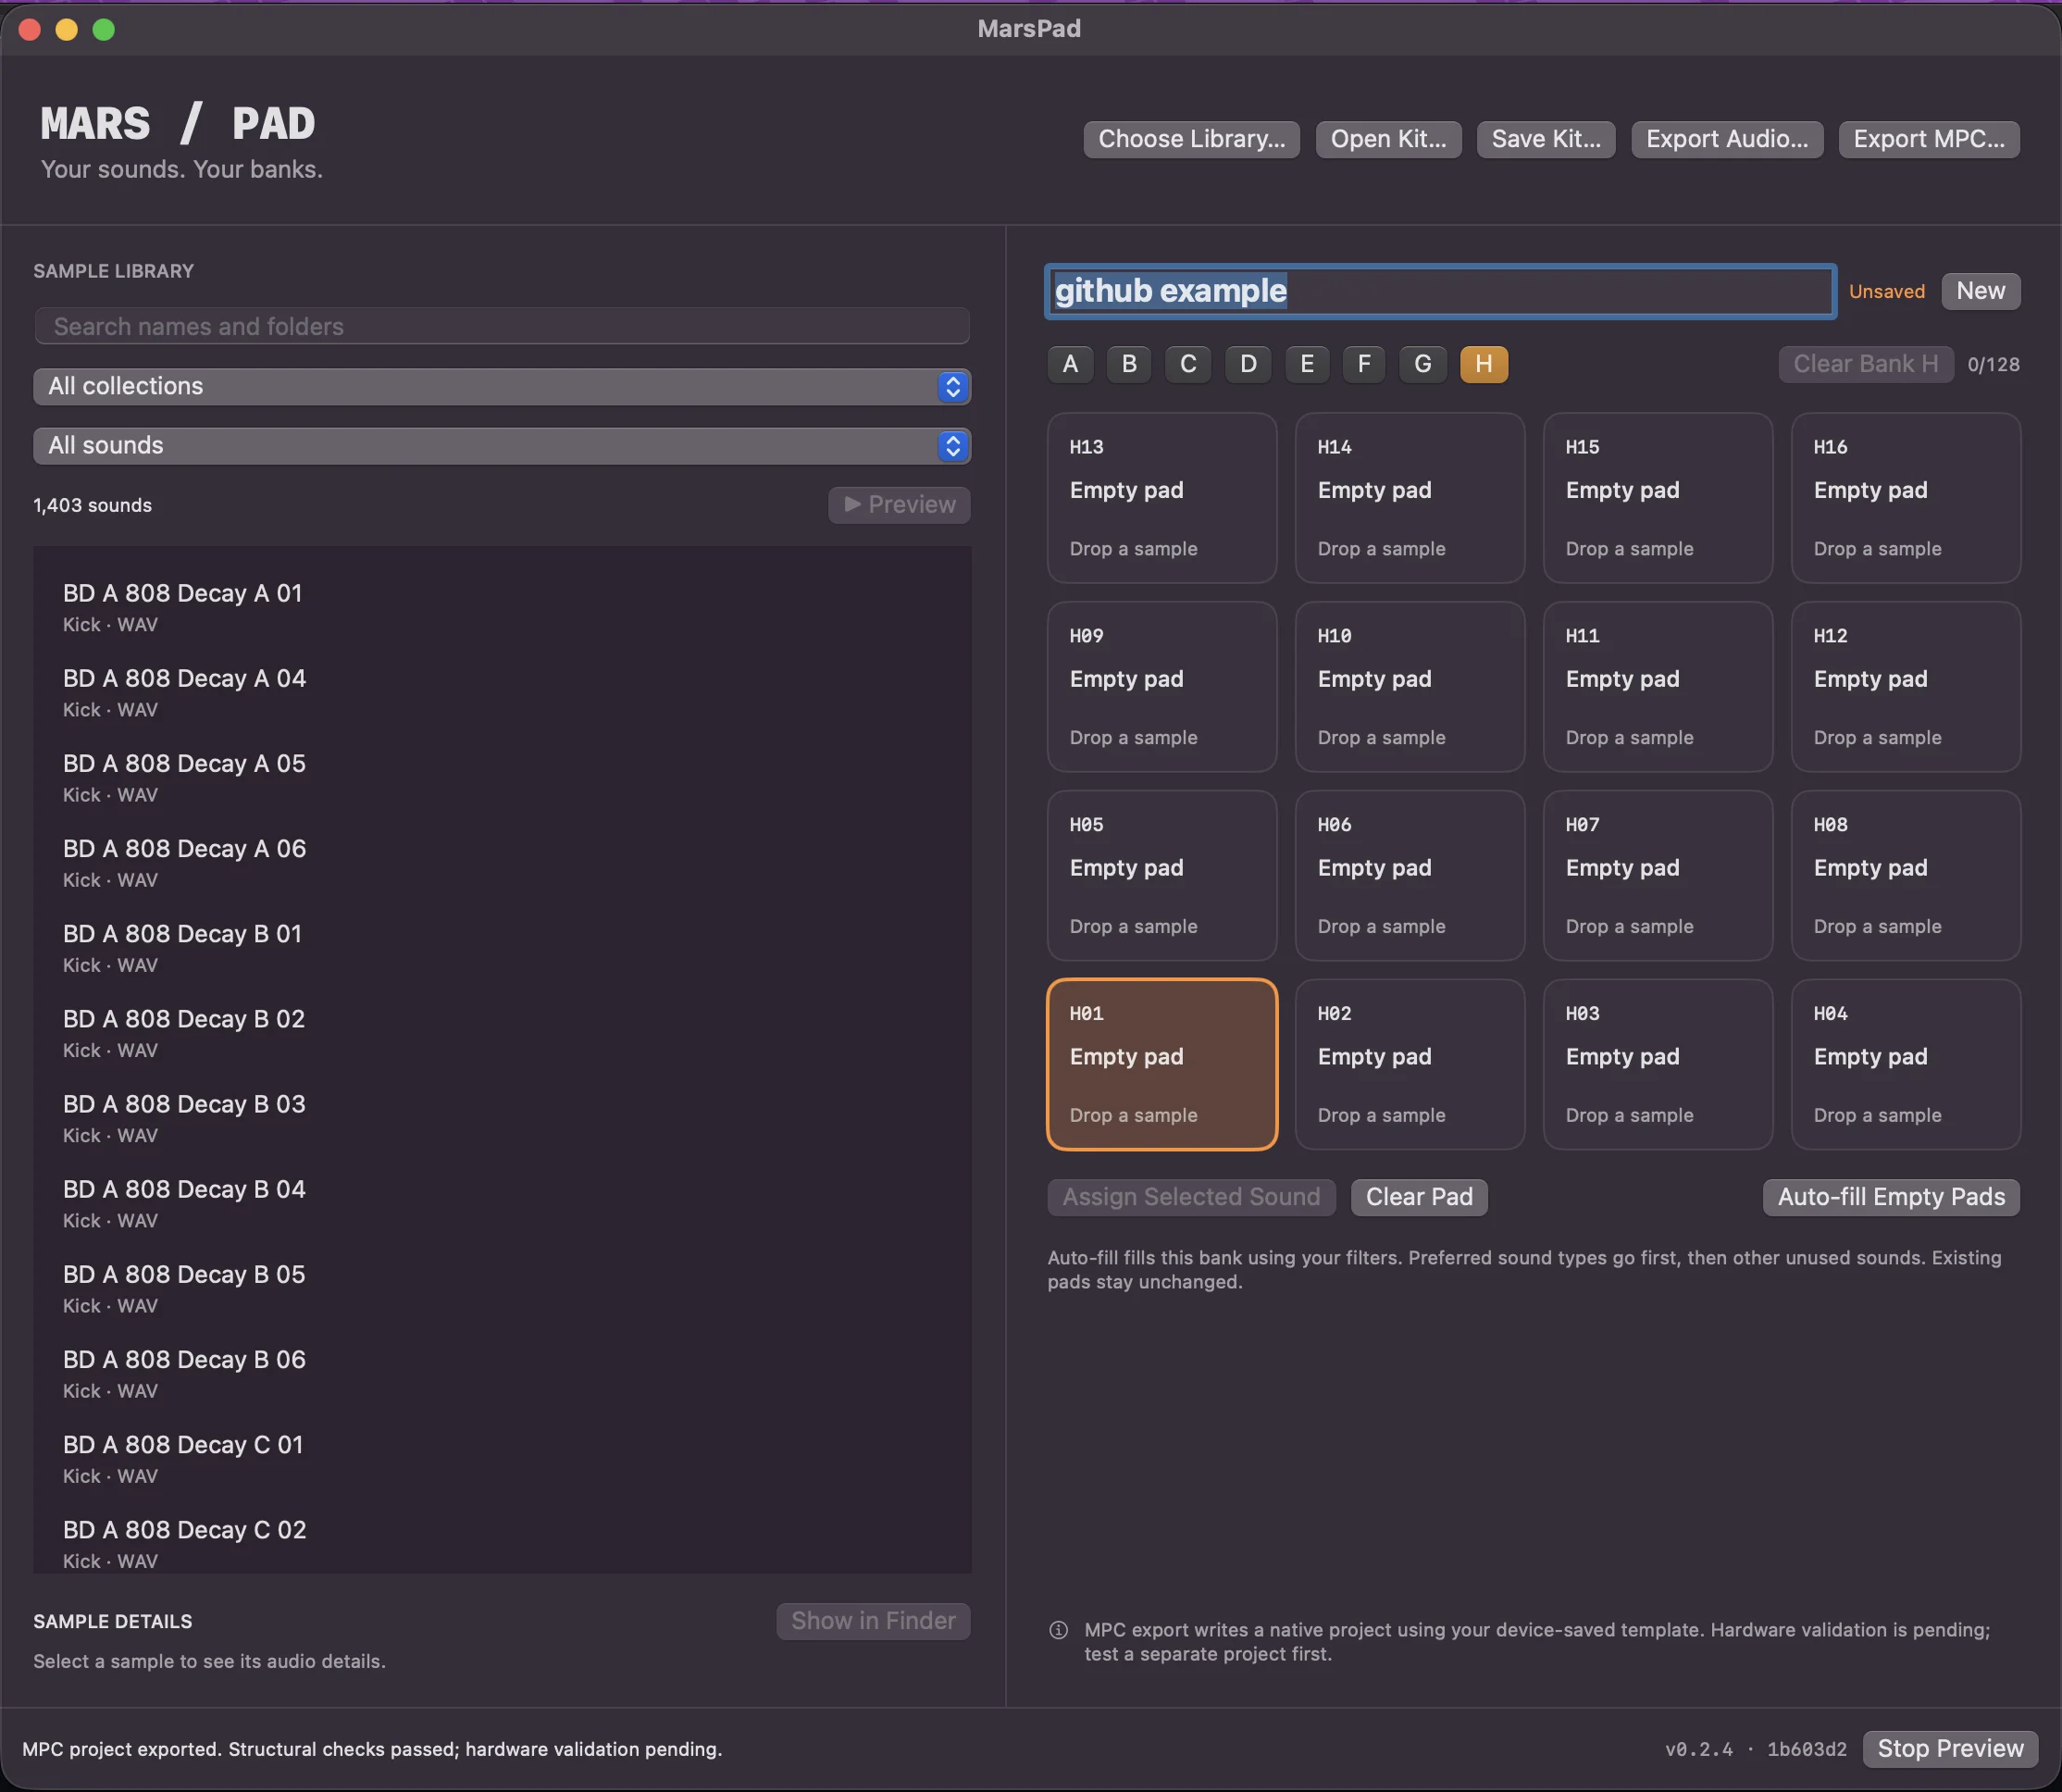 MarsPad
MARS / PAD
Your sounds. Your banks.
Choose Library...
Open Kit...
Save Kit...
Export Audio...
Export MPC...
SAMPLE LIBRARY
Search names and folders
All collections
All sounds
1,403 sounds
Preview
BD A 808 Decay A 01
Kick · WAV
BD A 808 Decay A 04
Kick · WAV
BD A 808 Decay A 05
Kick · WAV
BD A 808 Decay A 06
Kick · WAV
BD A 808 Decay B 01
Kick · WAV
BD A 808 Decay B 02
Kick · WAV
BD A 808 Decay B 03
Kick · WAV
BD A 808 Decay B 04
Kick · WAV
BD A 808 Decay B 05
Kick · WAV
BD A 808 Decay B 06
Kick · WAV
BD A 808 Decay C 01
Kick · WAV
BD A 808 Decay C 02
Kick · WAV
SAMPLE DETAILS
Show in Finder
Select a sample to see its audio details.
github example
Unsaved
New
A B C D E F G H
Clear Bank H
0/128
H13 H14 H15 H16
Empty pad Empty pad Empty pad Empty pad
Drop a sample Drop a sample Drop a sample Drop a sample
H09 H10 H11 H12
Empty pad Empty pad Empty pad Empty pad
Drop a sample Drop a sample Drop a sample Drop a sample
H05 H06 H07 H08
Empty pad Empty pad Empty pad Empty pad
Drop a sample Drop a sample Drop a sample Drop a sample
H01 H02 H03 H04
Empty pad Empty pad Empty pad Empty pad
Drop a sample Drop a sample Drop a sample Drop a sample
Assign Selected Sound
Clear Pad
Auto-fill Empty Pads
Auto-fill fills this bank using your filters. Preferred sound types go first, then other unused sounds. Existing
pads stay unchanged.
MPC export writes a native project using your device-saved template. Hardware validation is pending;
test a separate project first.
MPC project exported. Structural checks passed; hardware validation pending.
v0.2.4 · 1b603d2
Stop Preview